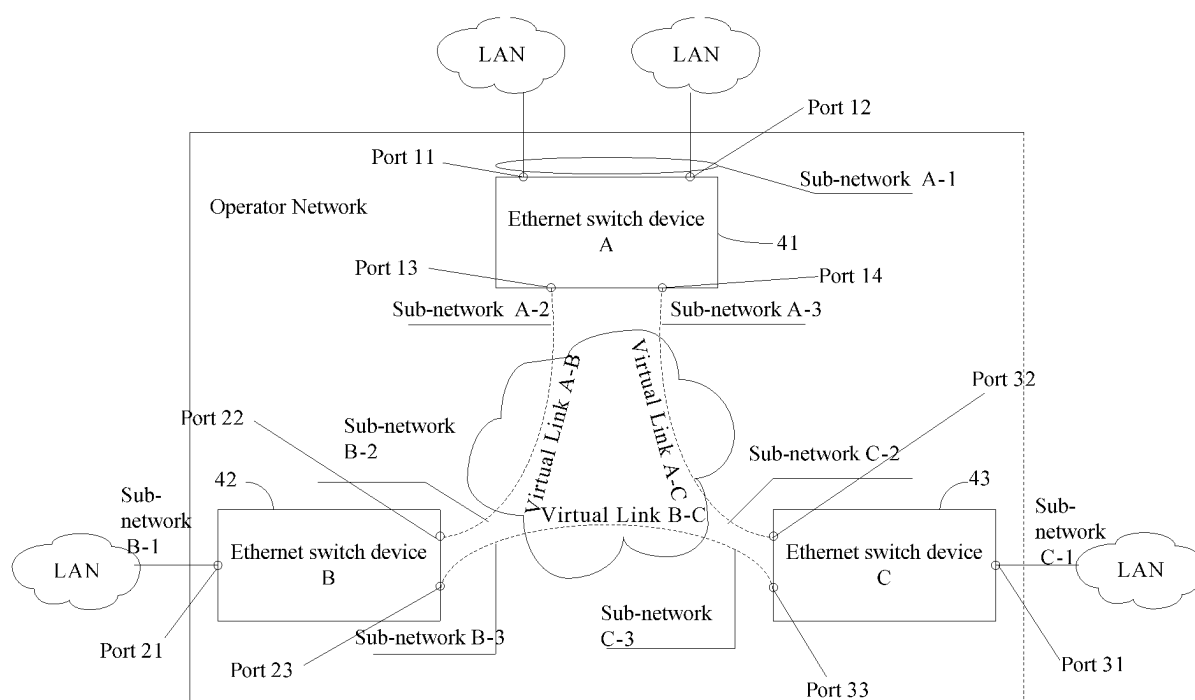 LAN
LAN
Port 12
Port 11
Sub-network A-1
Operator Network
Ethernet switch device
A
41
Port 13
Port 14
Sub-network A-2
Sub-network A-3
Virtual Link A-B
Virtual Link A-C
Port 32
Port 22
Sub-network
B-2
Sub-network C-2
42
43
Sub-
network
B-1
Virtual Link B-C
Sub-
network
C-1
LAN
Ethernet switch device
B
Ethernet switch device
C
LAN
Sub-network B-3
Sub-network
C-3
Port 21
Port 23
Port 33
Port 31